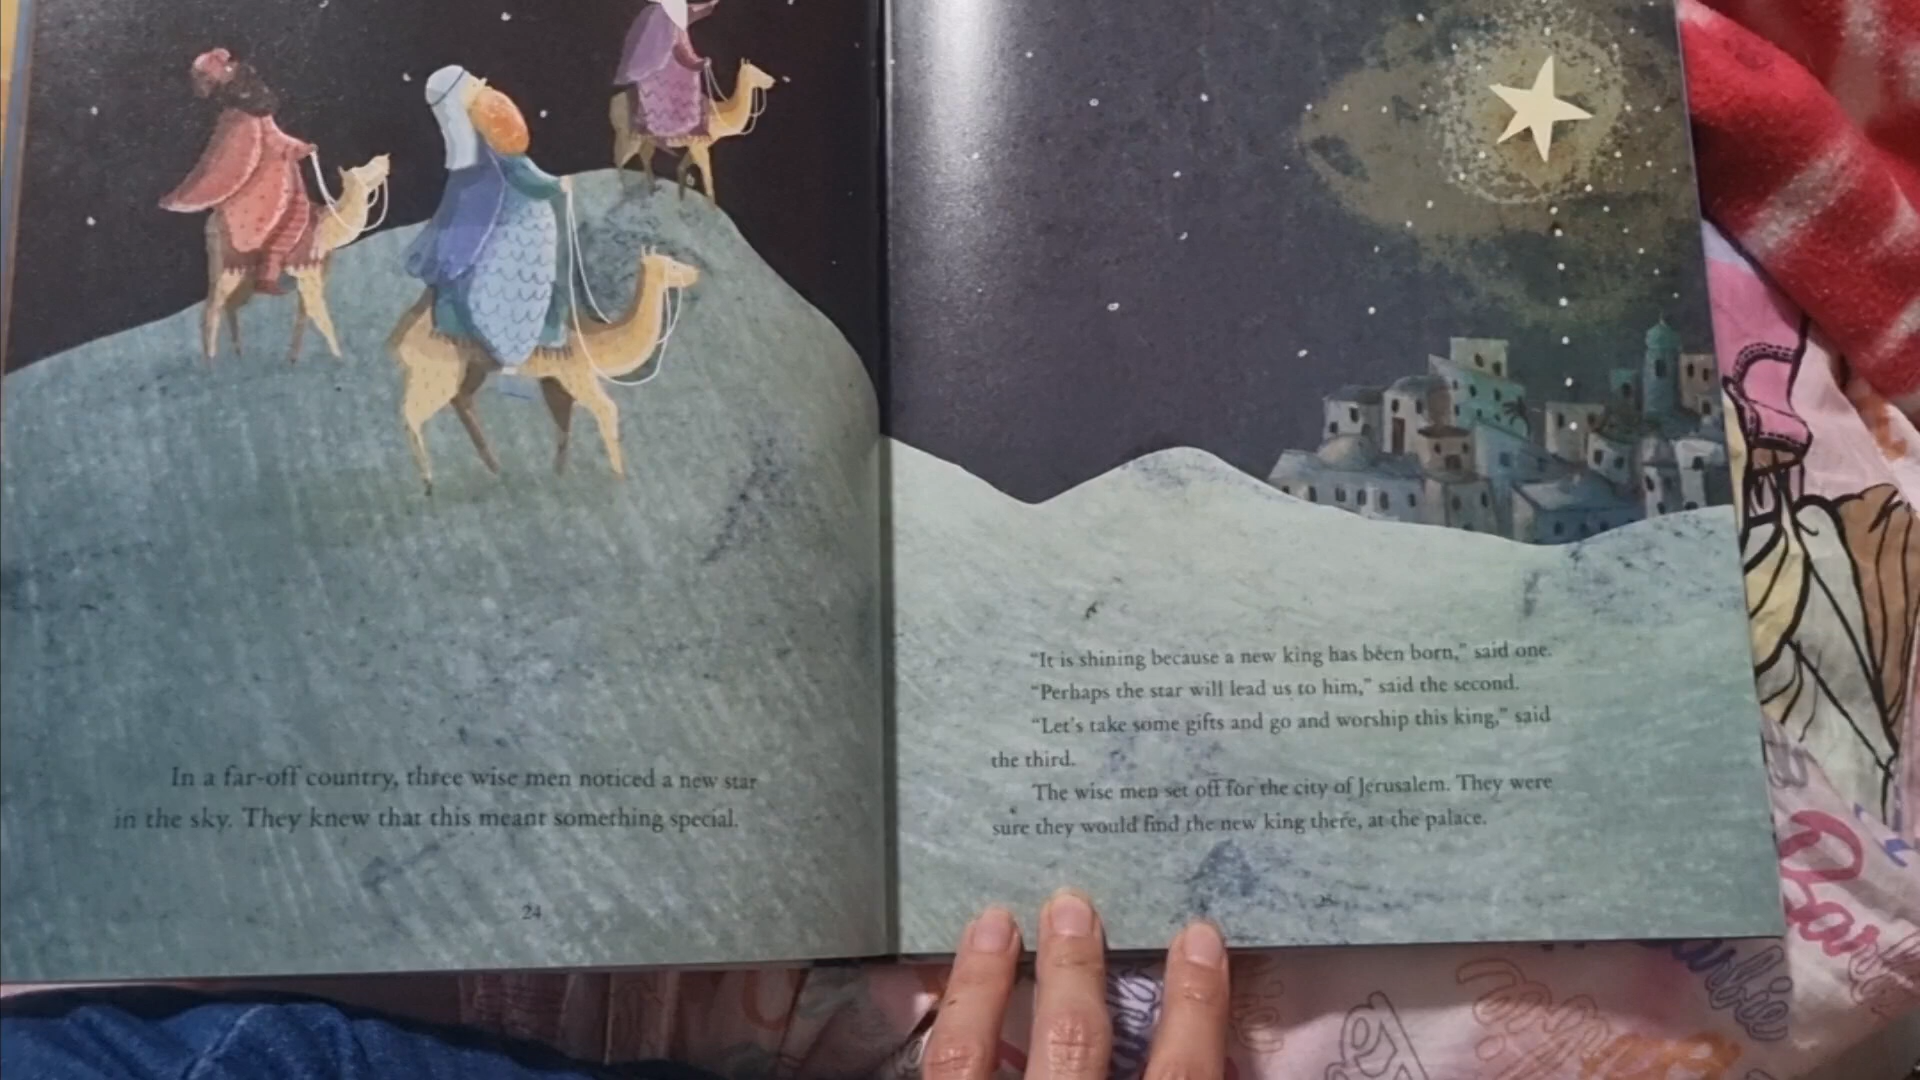 In a far-off country, three wise men noticed a new star
in the sky. They knew that this meant something special.
24
“It is shining because a new king has been born,” said one.
“Perhaps the star will lead us to him,” said the second.
“Let’s take some gifts and go and worship this king,” said
the third.
The wise men set off for the city of Jerusalem. They were
sure they would find the new king there, at the palace.
Barbie